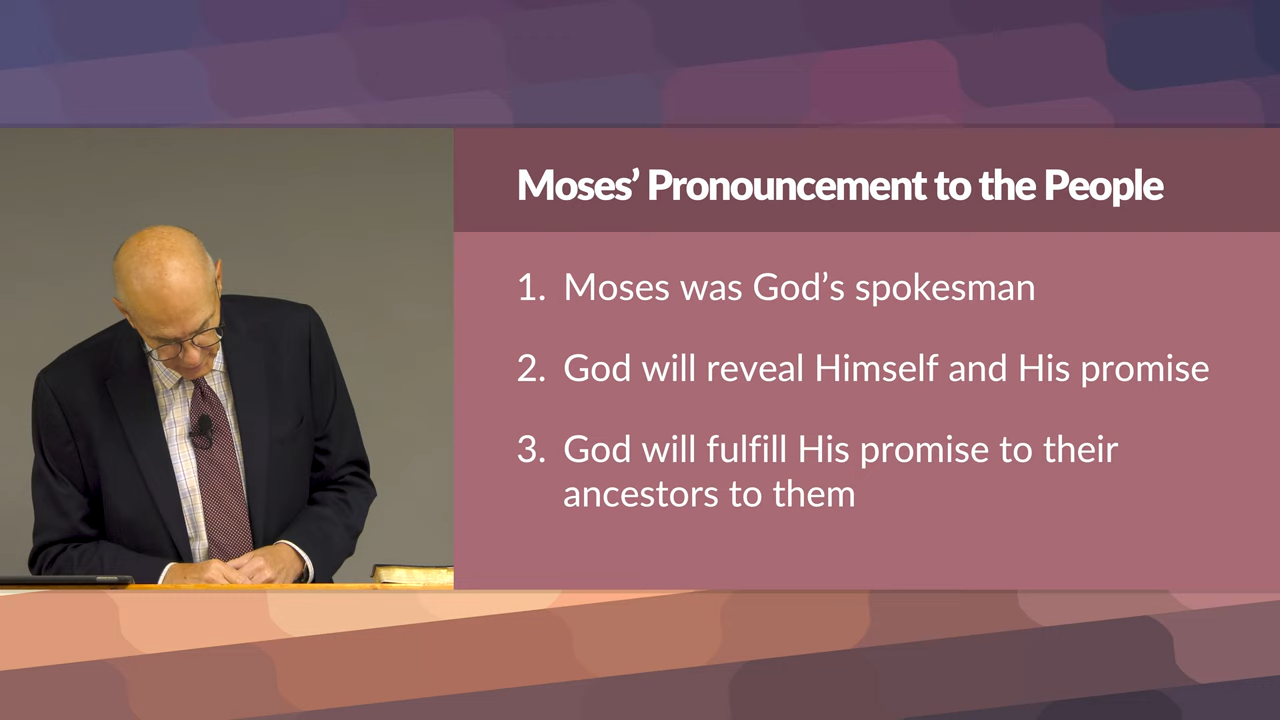 Moses’ Pronouncement to the People
1. Moses was God’s spokesman
2. God will reveal Himself and His promise
3. God will fulfill His promise to their
ancestors to them